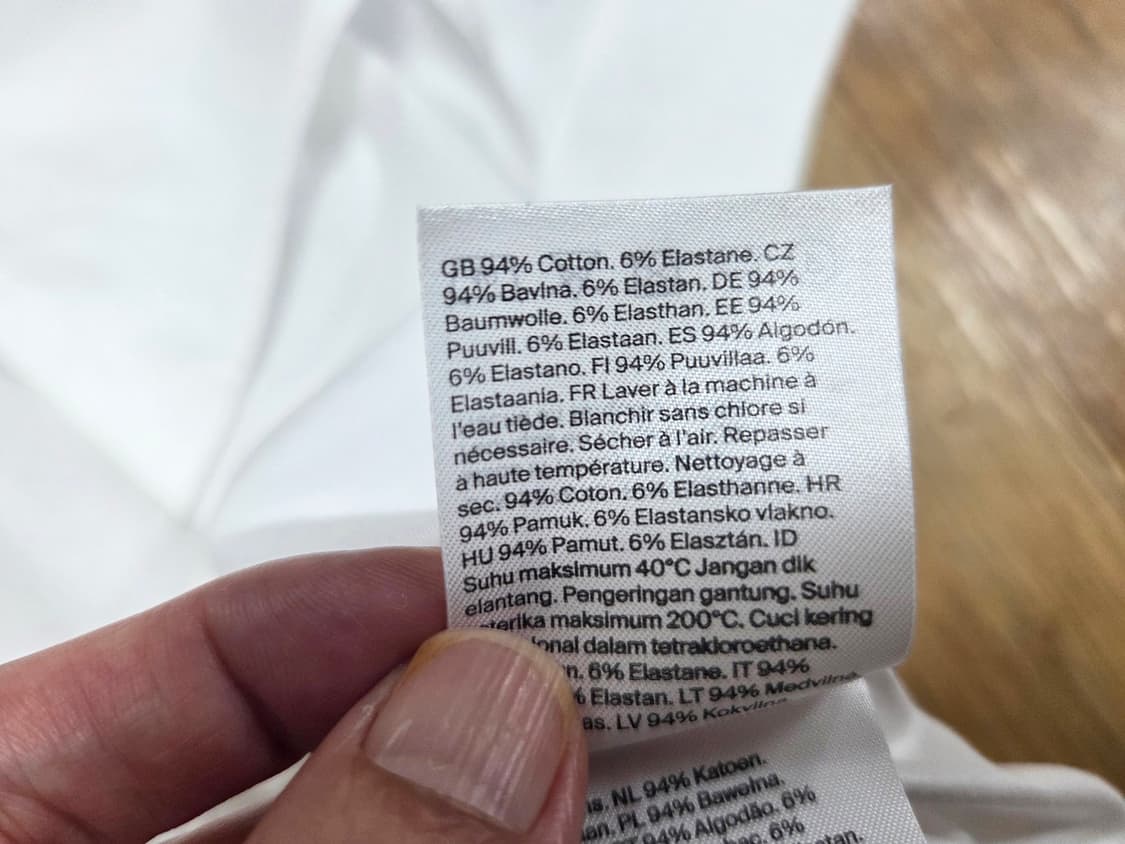 GB 94% Cotton. 6% Elastane. CZ
94% Bavlna. 6% Elastan. DE 94%
Baumwolle. 6% Elasthan. EE 94%
Puuvill. 6% Elastaan. ES 94% Algodón.
6% Elastano. FI 94% Puuvillaa. 6%
Elastaania. FR Laver à la machine à
l'eau tiède. Blanchir sans chlore si
nécessaire. Sécher à l'air. Repasser
à haute température. Nettoyage à
sec. 94% Coton. 6% Elasthanne. HR
94% Pamuk. 6% Elastansko vlakno.
HU 94% Pamut. 6% Elasztán. ID
Suhu maksimum 40°C Jangan dik
elantang. Pengeringan gantung. Suhu
maksimum 200°C. Cuci kering
dalam tetrakloroethana.
6% Elastane. IT 94%
Elastan. LT 94% Medvilnė
LV 94% Kokvilna
NL 94% Katoen.
PL 94% Bawełna.
94% Algodão. 6%
6%